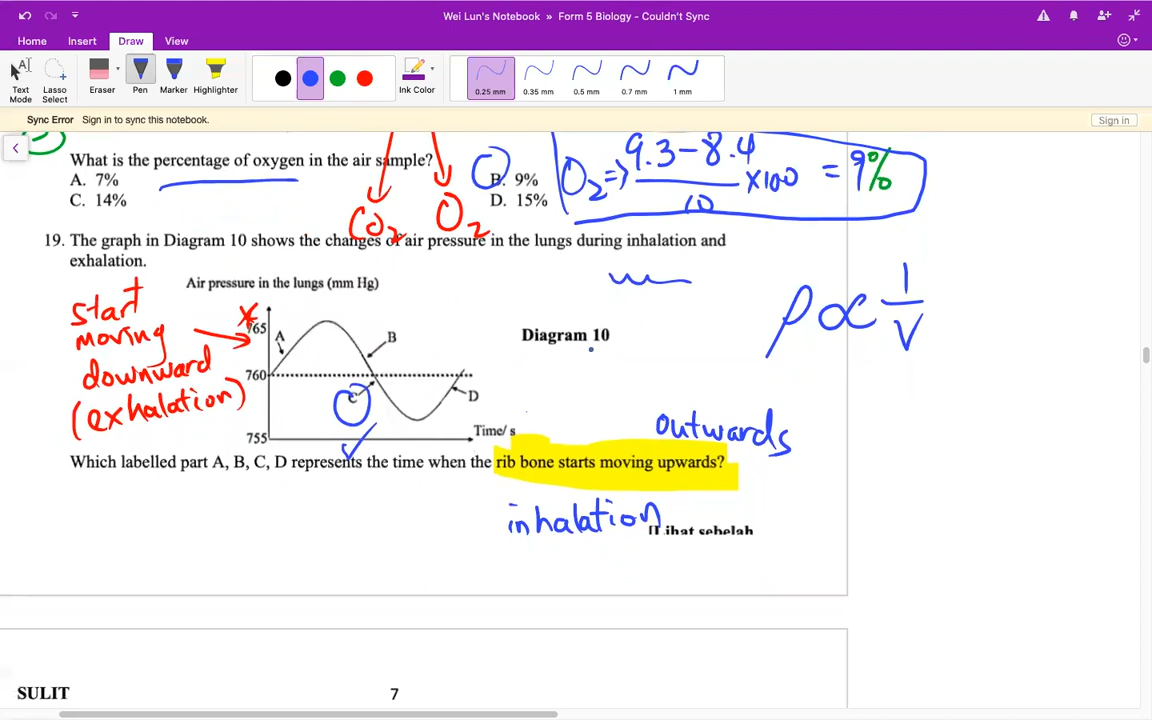 Wei Lun's Notebook » Form 5 Biology - Couldn't Sync
Home Insert Draw View
Text Mode
Lasso Select
Eraser
Pen
Marker
Highlighter
Ink Color
0.25 mm
0.35 mm
0.5 mm
0.7 mm
1 mm
Sync Error Sign in to sync this notebook.
Sign in
What is the percentage of oxygen in the air sample?
A. 7% B. 9%
C. 14% D. 15%
CO2 O2
O2 => 9.3 - 8.4 / 10 x100 = 9%
19. The graph in Diagram 10 shows the changes of air pressure in the lungs during inhalation and
exhalation.
Air pressure in the lungs (mm Hg)
start
moving
downward
(exhalation)
765
A
B
760
C
D
755
Time/ s
Diagram 10
P ∝ 1/V
outwards
Which labelled part A, B, C, D represents the time when the rib bone starts moving upwards?
inhalation
[Lihat sebelah
SULIT 7